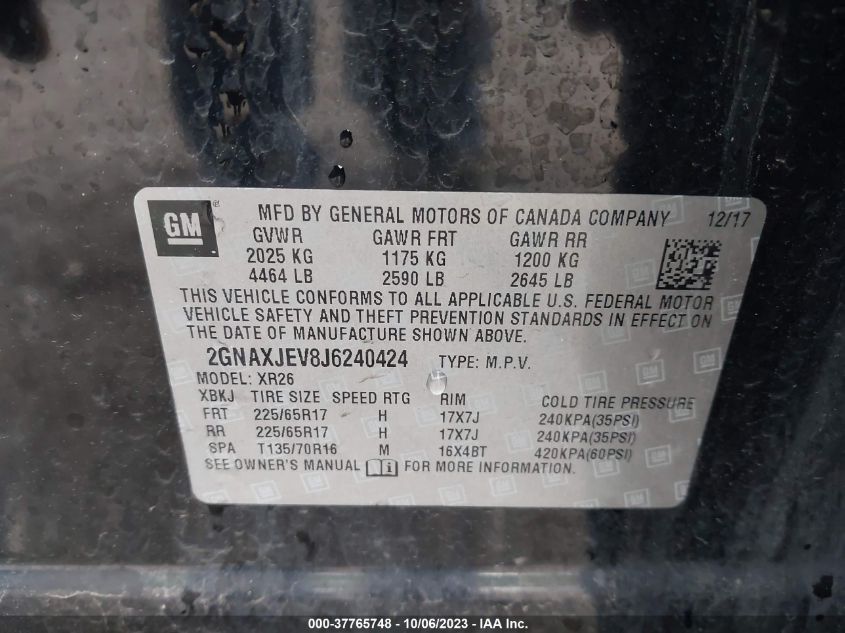 GM ® MFD BY GENERAL MOTORS OF CANADA COMPANY 12/17
GVWR GAWR FRT GAWR RR
2025 KG 1175 KG 1200 KG
4464 LB 2590 LB 2645 LB
THIS VEHICLE CONFORMS TO ALL APPLICABLE U.S. FEDERAL MOTOR
VEHICLE SAFETY AND THEFT PREVENTION STANDARDS IN EFFECT ON
THE DATE OF MANUFACTURE SHOWN ABOVE.
2GNAXJEV8J6240424 TYPE: M.P.V.
MODEL: XR26
XBKJ TIRE SIZE SPEED RTG RIM COLD TIRE PRESSURE
FRT 225/65R17 H 17X7J 240KPA(35PSI)
RR 225/65R17 H 17X7J 240KPA(35PSI)
SPA T135/70R16 M 16X4BT 420KPA(60PSI)
SEE OWNER'S MANUAL i FOR MORE INFORMATION.
000-37765748 - 10/06/2023 - IAA Inc.